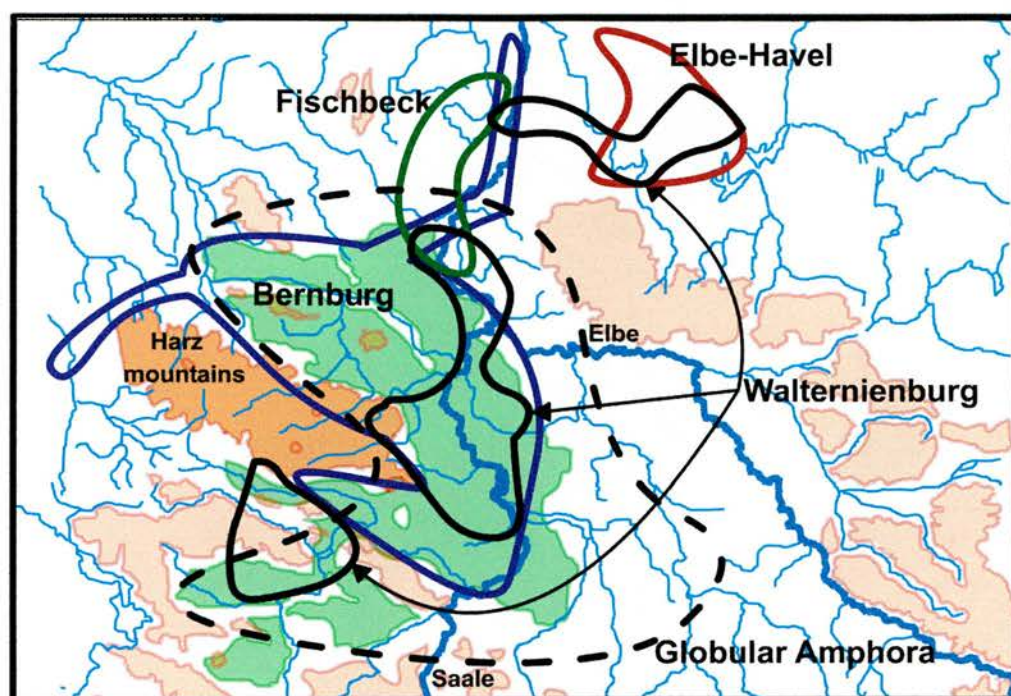 Elbe-Havel
Fischbeck
Bernburg
Harz
mountains
Elbe
Walternienburg
Globular Amphora
Saale